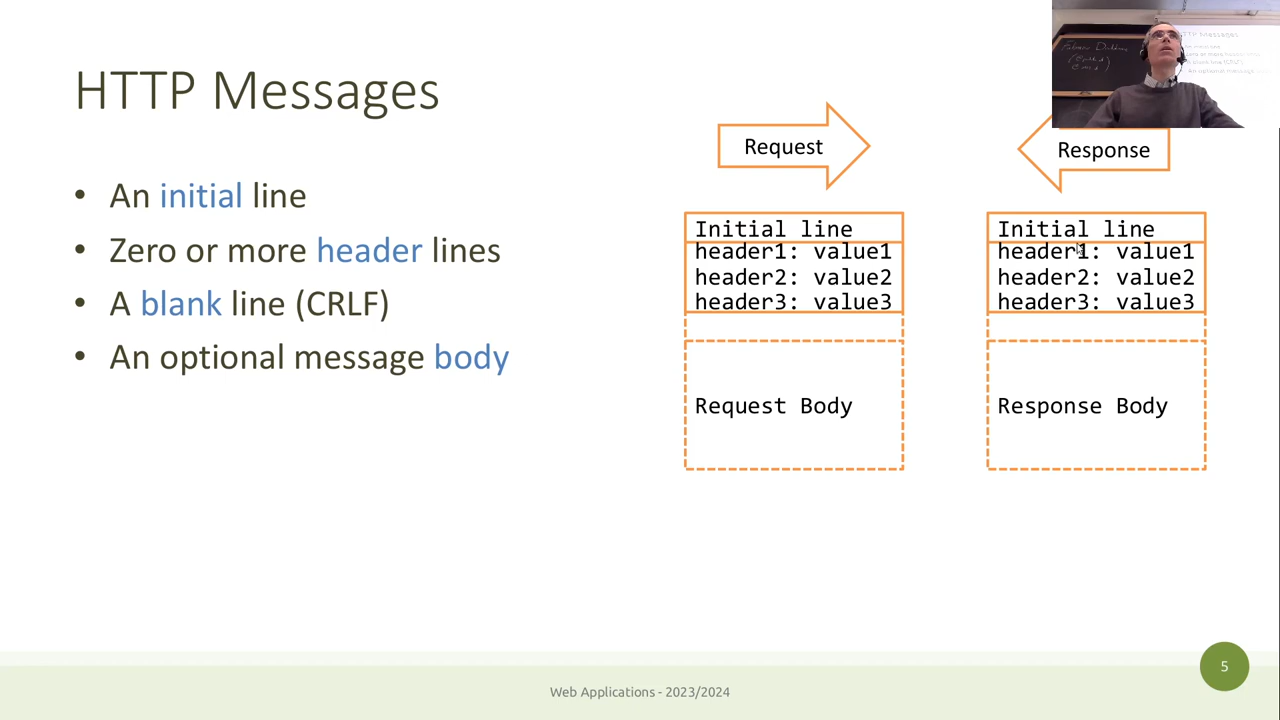 HTTP Messages
• An initial line
• Zero or more header lines
• A blank line (CRLF)
• An optional message body
Request
Response
Initial line
header1: value1
header2: value2
header3: value3
Request Body
Initial line
header1: value1
header2: value2
header3: value3
Response Body
Web Applications - 2023/2024
5